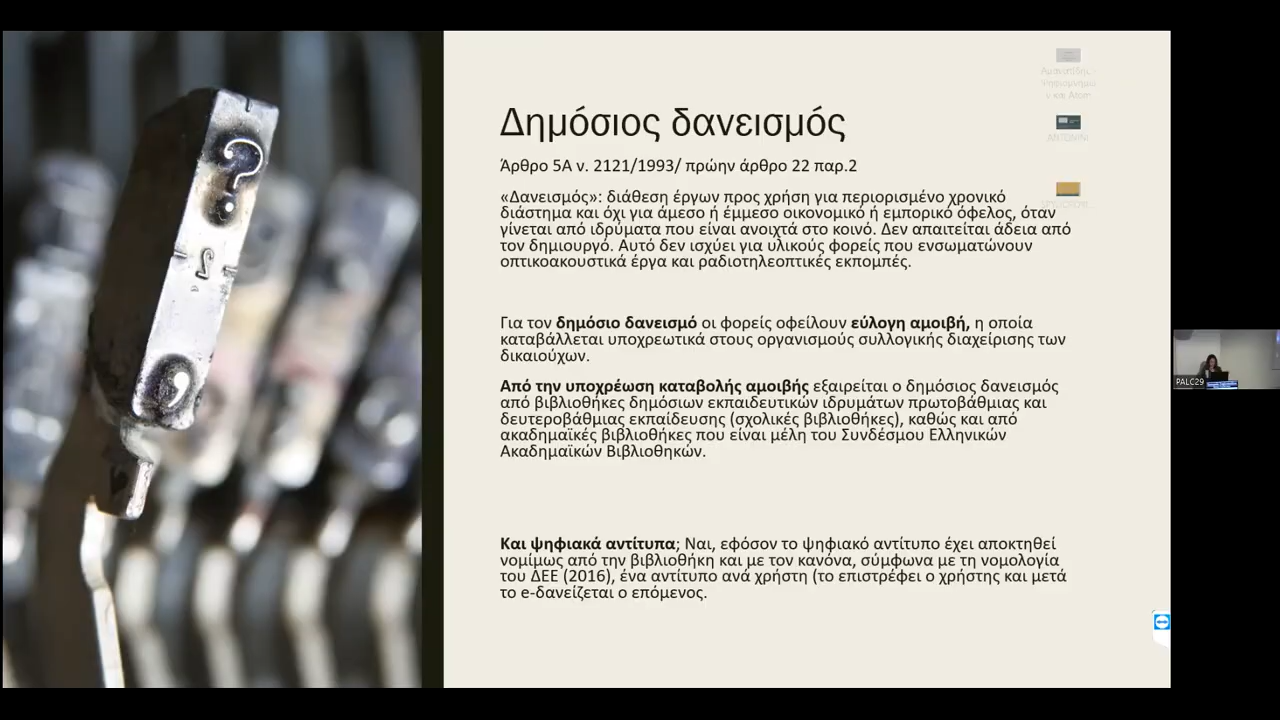 Δημόσιος δανεισμός
Άρθρο 5Α ν. 2121/1993/ πρώην άρθρο 22 παρ.2
«Δανεισμός»: διάθεση έργων προς χρήση για περιορισμένο χρονικό
διάστημα και όχι για άμεσο ή έμμεσο οικονομικό ή εμπορικό όφελος, όταν
γίνεται από ιδρύματα που είναι ανοιχτά στο κοινό. Δεν απαιτείται άδεια από
τον δημιουργό. Αυτό δεν ισχύει για υλικούς φορείς που ενσωματώνουν
οπτικοακουστικά έργα και ραδιοτηλεοπτικές εκπομπές.
Για τον δημόσιο δανεισμό οι φορείς οφείλουν εύλογη αμοιβή, η οποία
καταβάλλεται υποχρεωτικά στους οργανισμούς συλλογικής διαχείρισης των
δικαιούχων.
Από την υποχρέωση καταβολής αμοιβής εξαιρείται ο δημόσιος δανεισμός
από βιβλιοθήκες δημόσιων εκπαιδευτικών ιδρυμάτων πρωτοβάθμιας και
δευτεροβάθμιας εκπαίδευσης (σχολικές βιβλιοθήκες), καθώς και από
ακαδημαϊκές βιβλιοθήκες που είναι μέλη του Συνδέσμου Ελληνικών
Ακαδημαϊκών Βιβλιοθηκών.
Και ψηφιακά αντίτυπα; Ναι, εφόσον το ψηφιακό αντίτυπο έχει αποκτηθεί
νομίμως από την βιβλιοθήκη και με τον κανόνα, σύμφωνα με τη νομολογία
του ΔΕΕ (2016), ένα αντίτυπο ανά χρήστη (το επιστρέφει ο χρήστης και μετά
το e-δανείζεται ο επόμενος.
PALC29